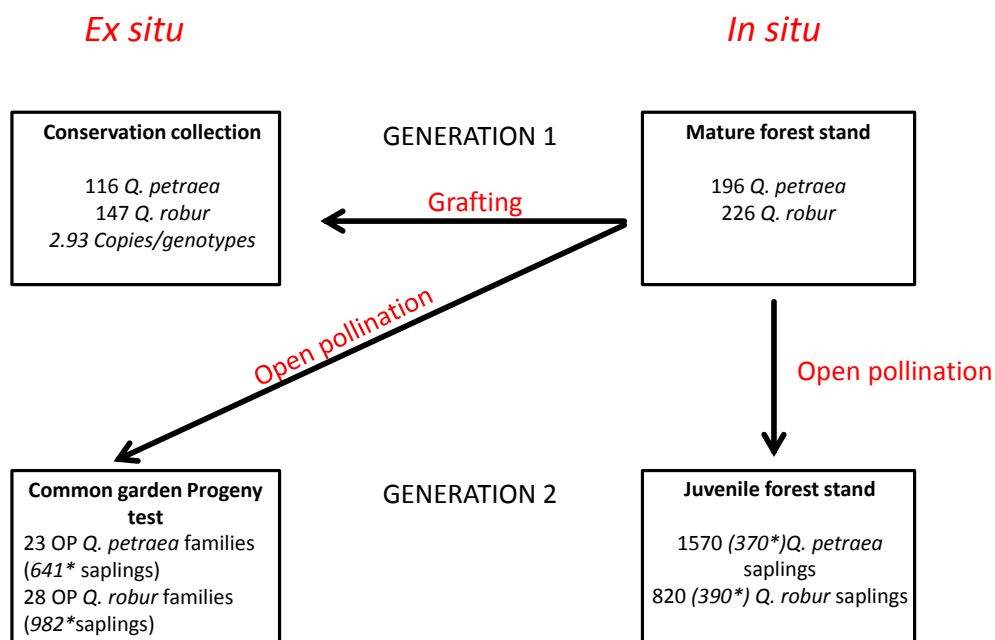 Ex situ
In situ
Conservation collection
116 Q. petraea
147 Q. robur
2.93 Copies/genotypes
GENERATION 1
Mature forest stand
196 Q. petraea
226 Q. robur
Grafting
Open pollination
Open pollination
Common garden Progeny
test
23 OP Q. petraea families
(641* saplings)
28 OP Q. robur families
(982*saplings)
GENERATION 2
Juvenile forest stand
1570 (370*)Q. petraea
saplings
820 (390*) Q. robur saplings